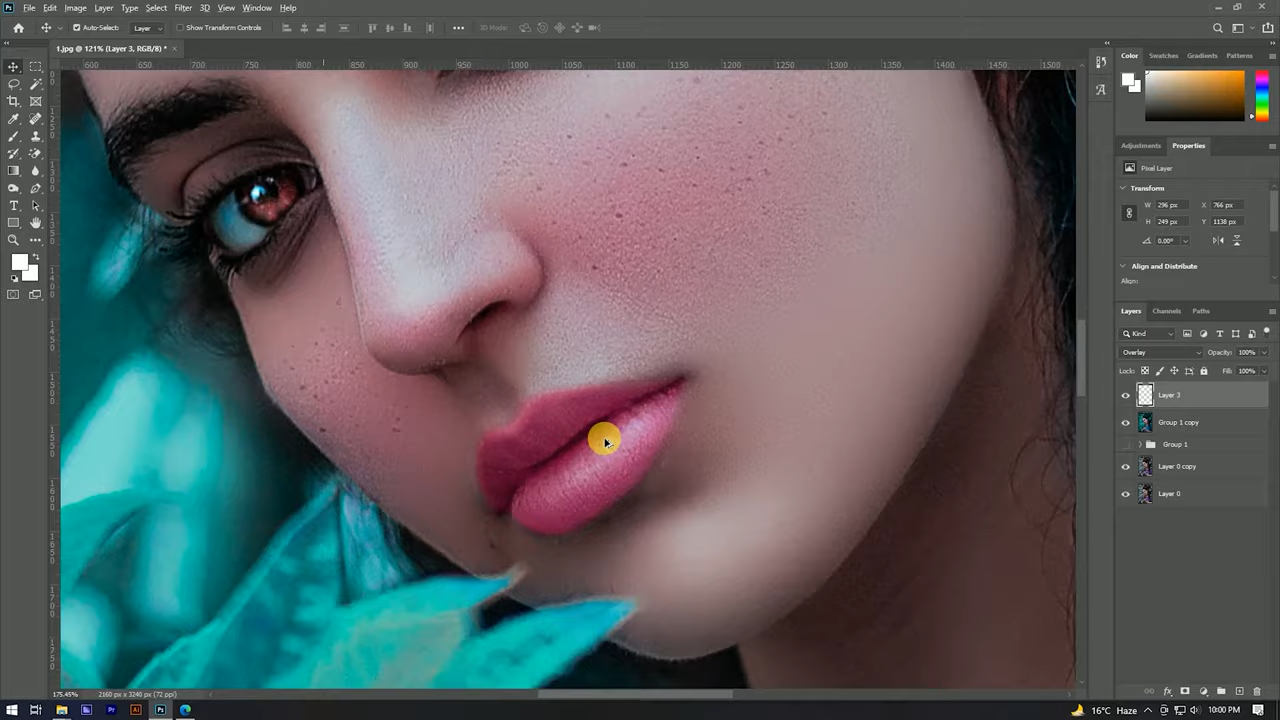 File Edit Image Layer Type Select Filter 3D View Window Help
Auto-Select: Layer Show Transform Controls 3D Mode:
1.jpg @ 121% (Layer 3, RGB/8) *
600 650 700 750 800 850 900 950 1000 1050 1100 1150 1200 1250 1300 1350 1400 1450 1500
Color Swatches Gradients Patterns
Adjustments Properties
Pixel Layer
Transform
W 296 px X 766 px
H 249 px Y 1138 px
0.00°
Align and Distribute
Align:
Layers Channels Paths
Kind
Overlay Opacity: 100%
Lock: Fill: 100%
Layer 3
Group 1 copy
Group 1
Layer 0 copy
Layer 0
175.45% 2160 px x 3240 px (72 ppi)
16°C Haze 10:00 PM